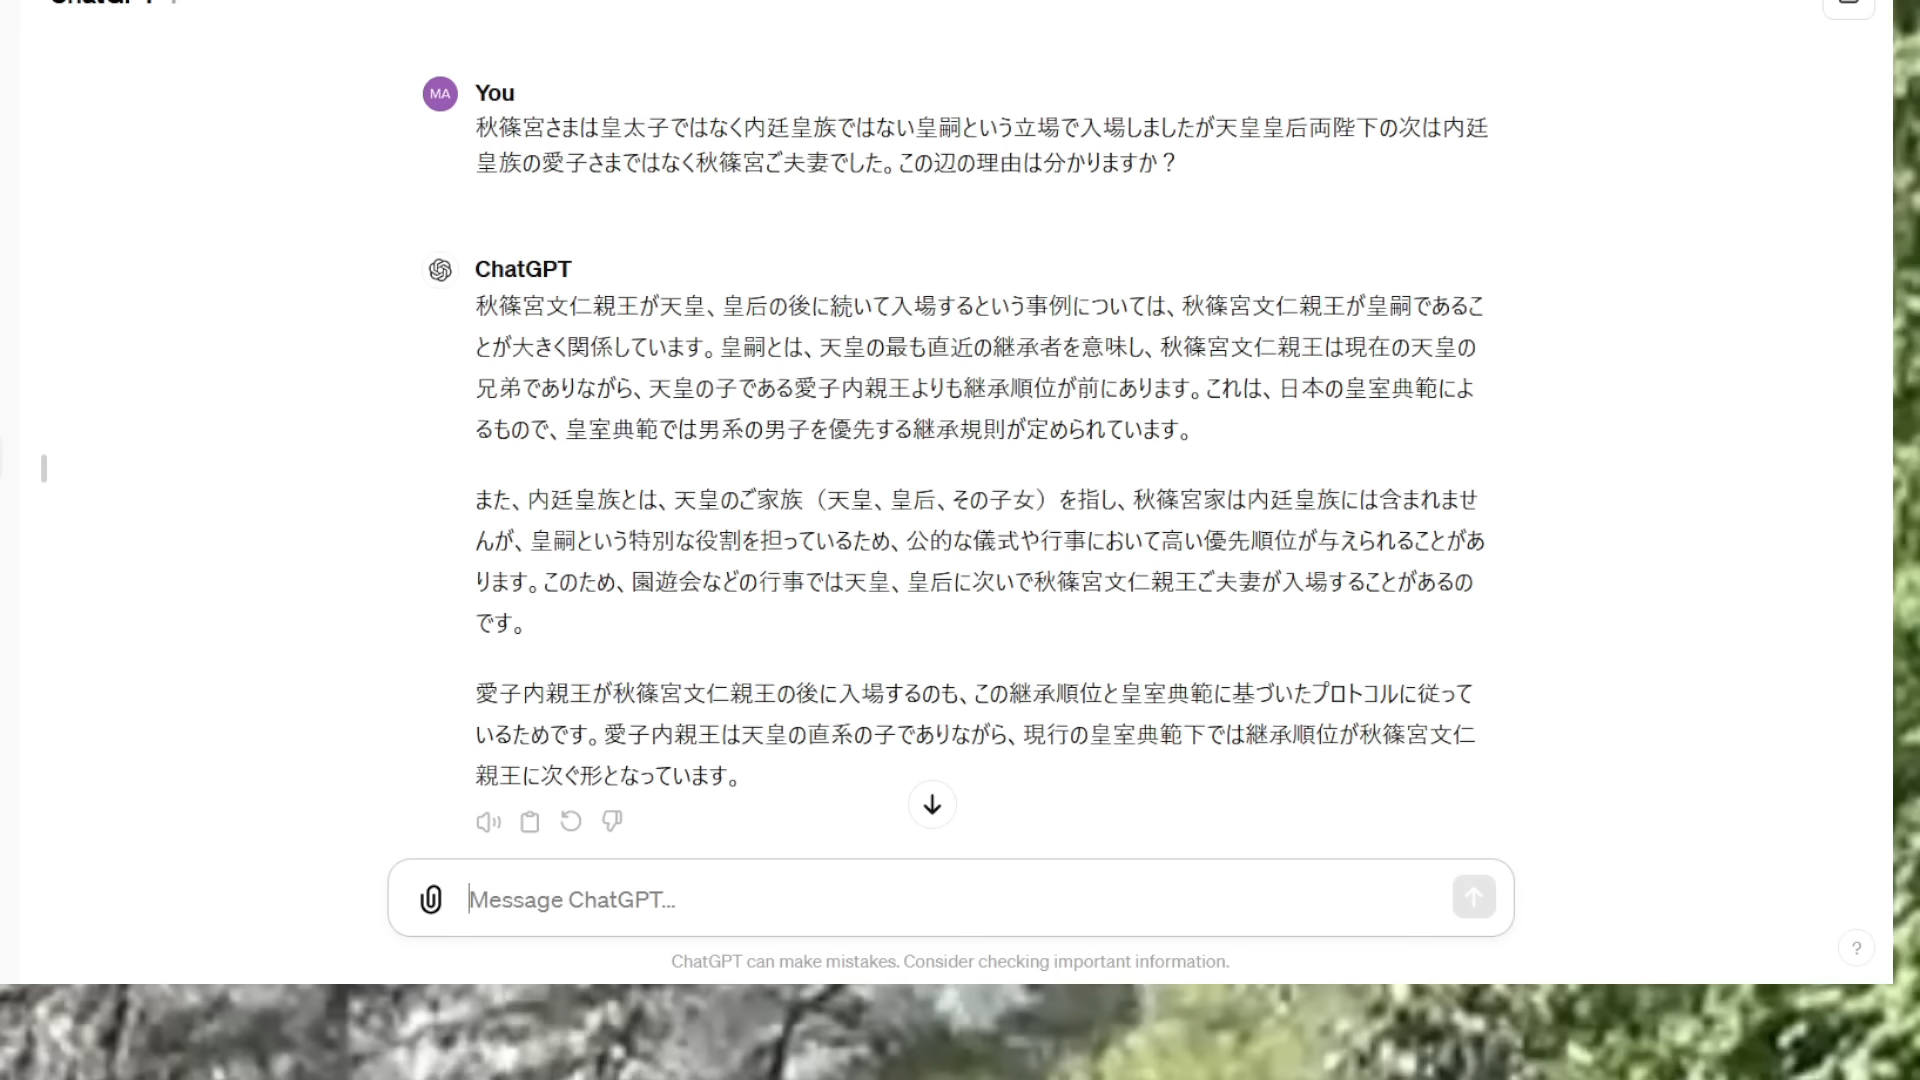 MA
You
秋篠宮さまは皇太子ではなく内廷皇族ではない皇嗣という立場で入場しましたが天皇皇后両陛下の次は内廷
皇族の愛子さまではなく秋篠宮ご夫妻でした。この辺の理由は分かりますか？
ChatGPT
秋篠宮文仁親王が天皇、皇后の後に続いて入場するという事例については、秋篠宮文仁親王が皇嗣であるこ
とが大きく関係しています。皇嗣とは、天皇の最も直近の継承者を意味し、秋篠宮文仁親王は現在の天皇の
兄弟でありながら、天皇の子である愛子内親王よりも継承順位が前にあります。これは、日本の皇室典範によ
るもので、皇室典範では男系の男子を優先する継承規則が定められています。
また、内廷皇族とは、天皇のご家族（天皇、皇后、その子女）を指し、秋篠宮家は内廷皇族には含まれませ
んが、皇嗣という特別な役割を担っているため、公的な儀式や行事において高い優先順位が与えられることがあ
ります。このため、園遊会などの行事では天皇、皇后に次いで秋篠宮文仁親王ご夫妻が入場することがあるの
です。
愛子内親王が秋篠宮文仁親王の後に入場するのも、この継承順位と皇室典範に基づいたプロトコルに従って
いるためです。愛子内親王は天皇の直系の子でありながら、現行の皇室典範下では継承順位が秋篠宮文仁
親王に次ぐ形となっています。
Message ChatGPT...
ChatGPT can make mistakes. Consider checking important information.
?